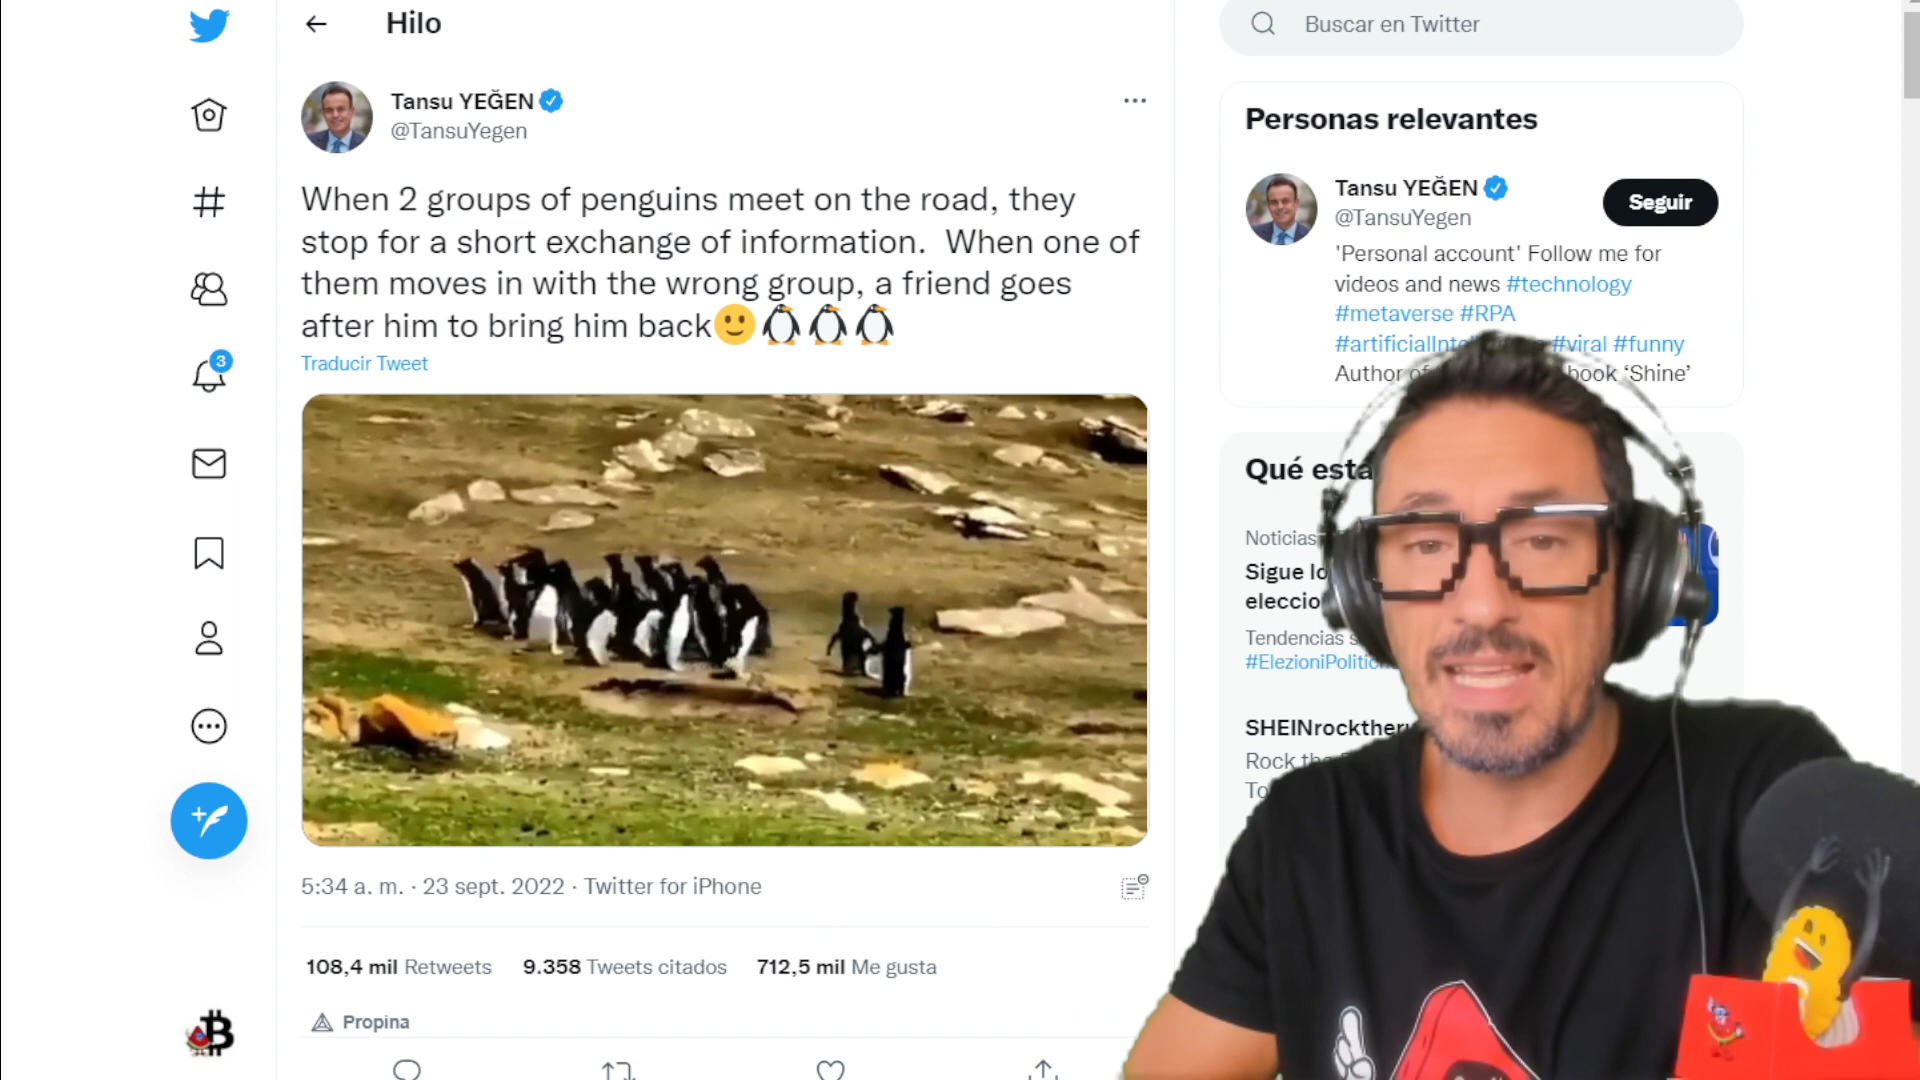 Hilo
Tansu YEĞEN
@TansuYegen
When 2 groups of penguins meet on the road, they
stop for a short exchange of information.  When one of
them moves in with the wrong group, a friend goes
after him to bring him back🙂🐧🐧🐧
Traducir Tweet
5:34 a. m. · 23 sept. 2022 · Twitter for iPhone
108,4 mil Retweets 9.358 Tweets citados 712,5 mil Me gusta
Propina
3
Buscar en Twitter
Personas relevantes
Tansu YEĞEN
@TansuYegen
Seguir
'Personal account' Follow me for
videos and news #technology
#metaverse #RPA
#viral #funny
Author book ‘Shine’
Qué está
Noticias
Sigue
Tendencias
SHEINrocktheru
Rock